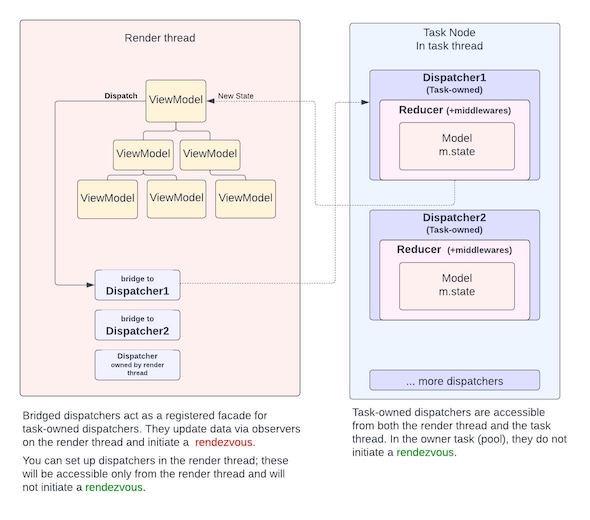 Render thread
Dispatch
New State
ViewModel
ViewModel
ViewModel
ViewModel
ViewModel
ViewModel
bridge to
Dispatcher1
bridge to
Dispatcher2
Dispatcher
owned by render
thread
Bridged dispatchers act as a registered facade for
task-owned dispatchers. They update data via observers
on the render thread and initiate a rendezvous.
You can set up dispatchers in the render thread; these
will be accessible only from the render thread and will
not initiate a rendezvous.
Task Node
In task thread
Dispatcher1
(Task-owned)
Reducer (+middlewares)
Model
m.state
Dispatcher2
(Task-owned)
Reducer (+middlewares)
Model
m.state
... more dispatchers
Task-owned dispatchers are accessible
from both the render thread and the task
thread. In the owner task (pool), they do not
initiate a rendezvous.